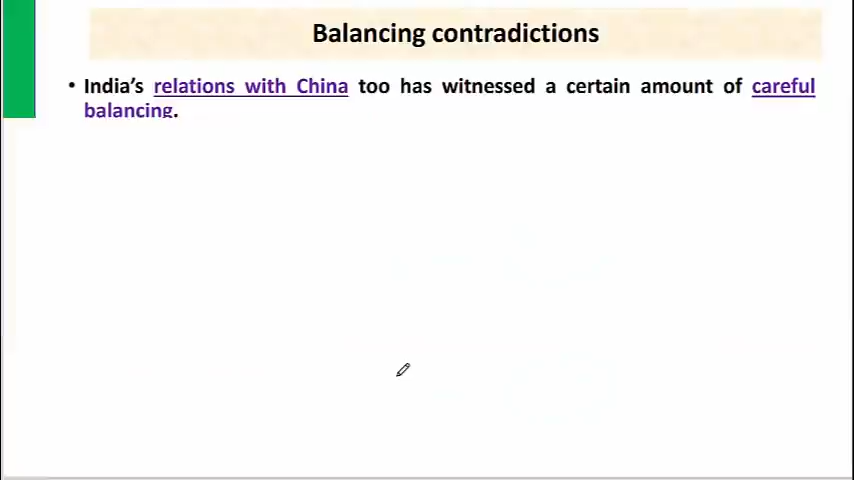 Balancing contradictions
• India's relations with China too has witnessed a certain amount of careful
balancing.